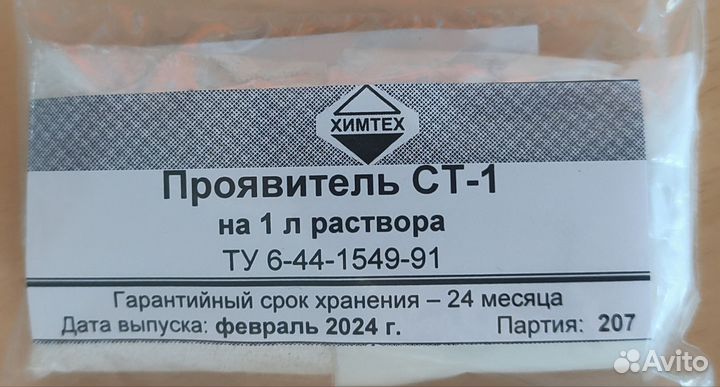 ХИМТЕХ
Проявитель СТ-1
на 1 л раствора
ТУ 6-44-1549-91
Гарантийный срок хранения – 24 месяца
Дата выпуска: февраль 2024 г. Партия: 207
Avito